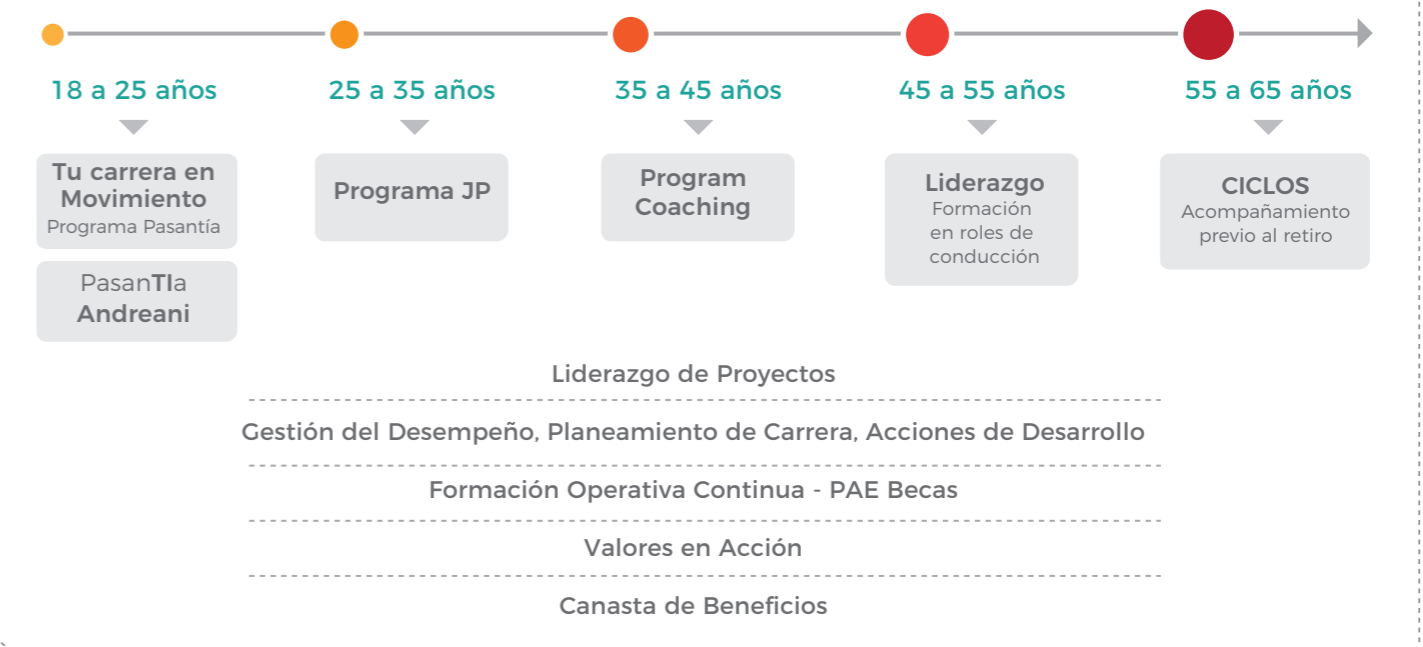 18 a 25 años
25 a 35 años
35 a 45 años
45 a 55 años
55 a 65 años
Tu carrera en
Movimiento
Programa Pasantía
PasanTIa
Andreani
Programa JP
Program
Coaching
Liderazgo
Formación
en roles de
conducción
CICLOS
Acompañamiento
previo al retiro
Liderazgo de Proyectos
Gestión del Desempeño, Planeamiento de Carrera, Acciones de Desarrollo
Formación Operativa Continua - PAE Becas
Valores en Acción
Canasta de Beneficios